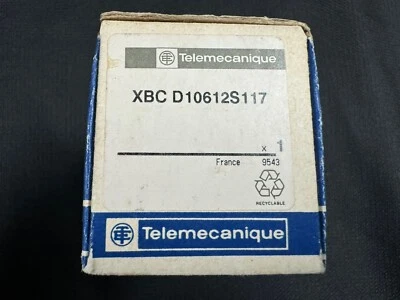 Telemecanique
XBC D10612S117
x 1
France 9543
RECYCLABLE
Telemecanique